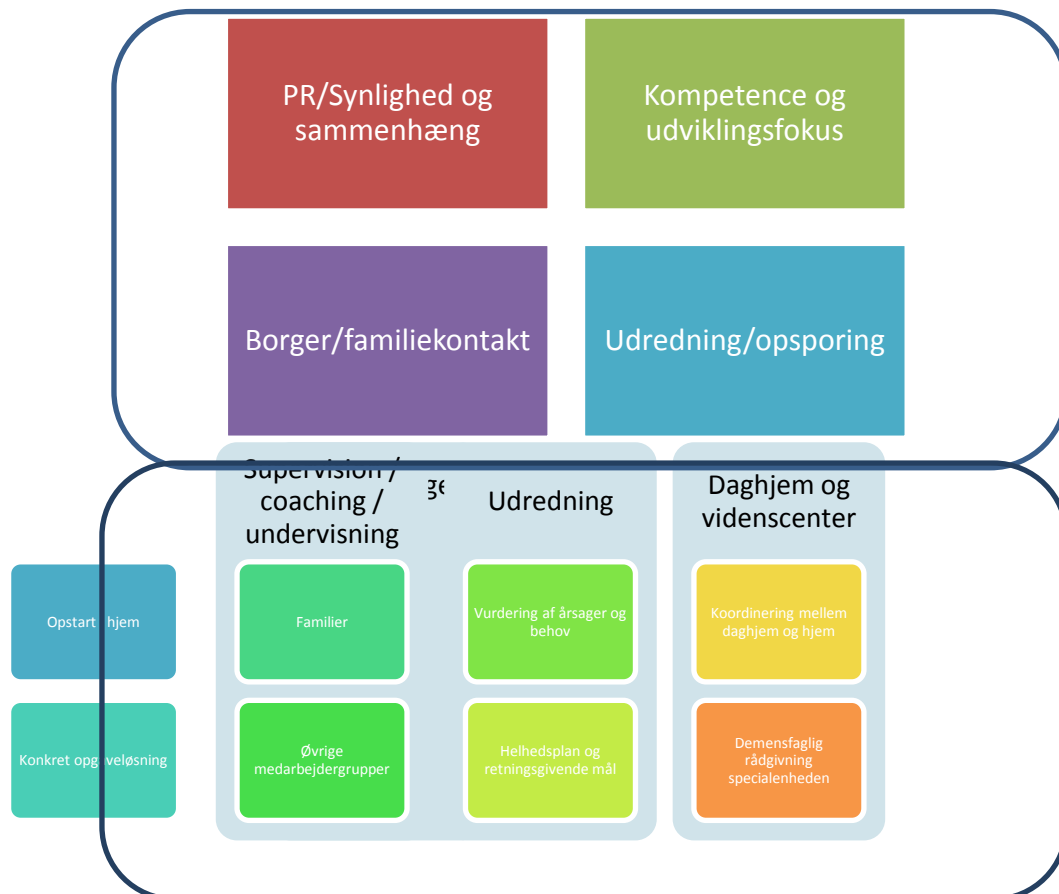 PR/Synlighed og
sammenhæng
Kompetence og
udviklingsfokus
Borger/familiekontakt
Udredning/opsporing
Supervision /
coaching /
undervisning
Udredning
Daghjem og
videnscenter
Opstart hjem
Familier
Vurdering af årsager og
behov
Koordinering mellem
daghjem og hjem
Konkret opgaveløsning
Øvrige
medarbejdergrupper
Helhedsplan og
retningsgivende mål
Demensfaglig
rådgivning
specialenheden